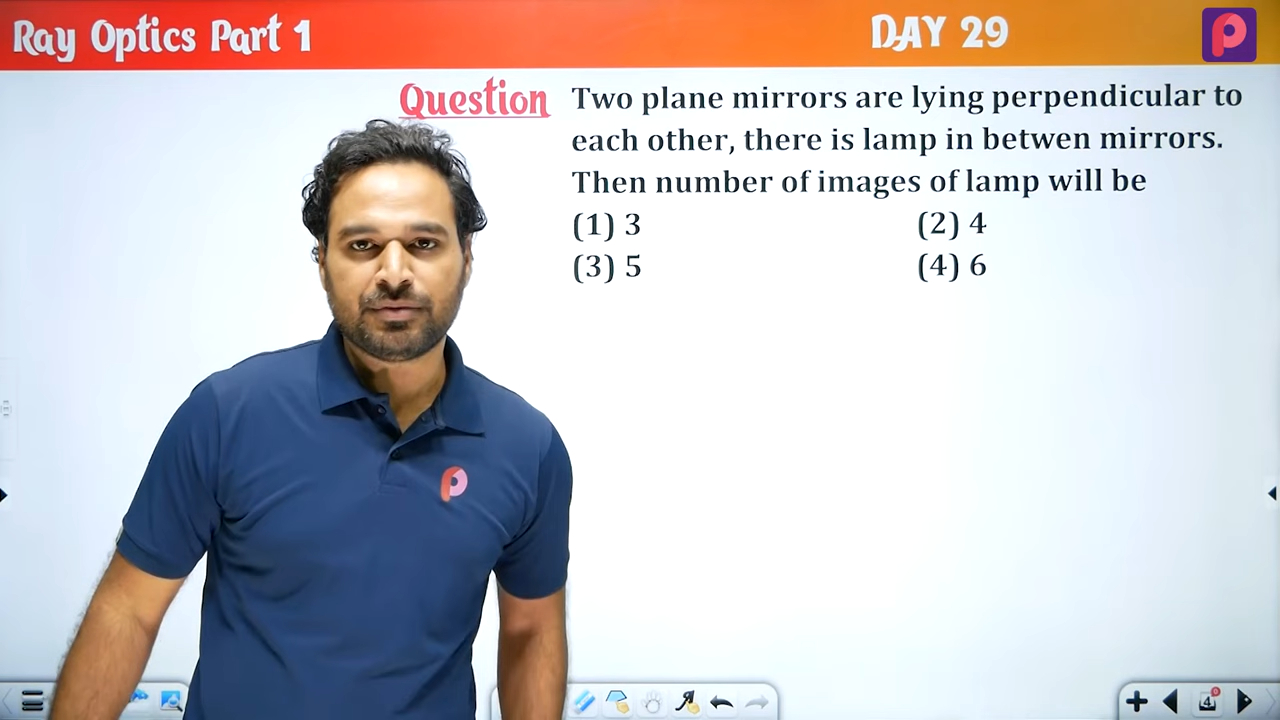 Ray Optics Part 1
DAY 29
Question
Two plane mirrors are lying perpendicular to
each other, there is lamp in betwen mirrors.
Then number of images of lamp will be
(1) 3
(2) 4
(3) 5
(4) 6
4